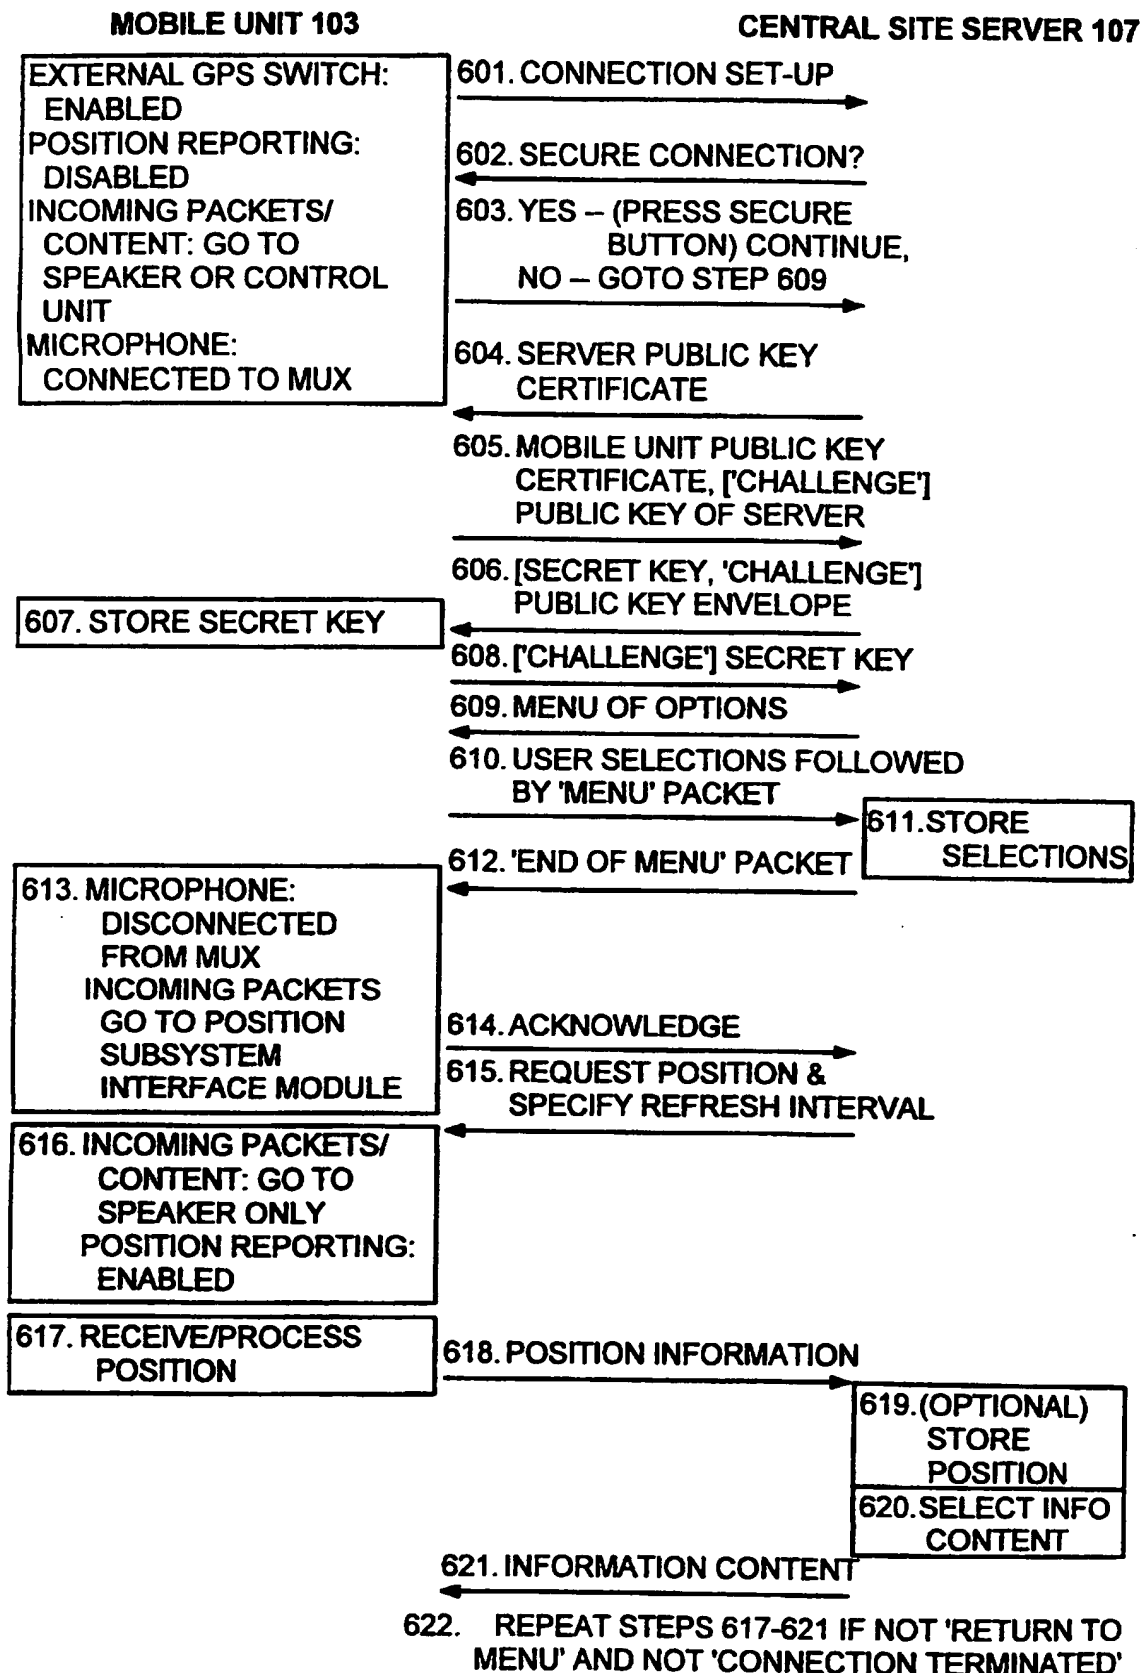 MOBILE UNIT 103
CENTRAL SITE SERVER 107
EXTERNAL GPS SWITCH:
ENABLED
POSITION REPORTING:
DISABLED
INCOMING PACKETS/
CONTENT: GO TO
SPEAKER OR CONTROL
UNIT
MICROPHONE:
CONNECTED TO MUX
601. CONNECTION SET-UP
602. SECURE CONNECTION?
603. YES – (PRESS SECURE
BUTTON) CONTINUE,
NO – GOTO STEP 609
604. SERVER PUBLIC KEY
CERTIFICATE
605. MOBILE UNIT PUBLIC KEY
CERTIFICATE, ['CHALLENGE']
PUBLIC KEY OF SERVER
606. [SECRET KEY, 'CHALLENGE']
PUBLIC KEY ENVELOPE
607. STORE SECRET KEY
608. ['CHALLENGE'] SECRET KEY
609. MENU OF OPTIONS
610. USER SELECTIONS FOLLOWED
BY 'MENU' PACKET
611. STORE
SELECTIONS
612. 'END OF MENU' PACKET
613. MICROPHONE:
DISCONNECTED
FROM MUX
INCOMING PACKETS
GO TO POSITION
SUBSYSTEM
INTERFACE MODULE
614. ACKNOWLEDGE
615. REQUEST POSITION &
SPECIFY REFRESH INTERVAL
616. INCOMING PACKETS/
CONTENT: GO TO
SPEAKER ONLY
POSITION REPORTING:
ENABLED
617. RECEIVE/PROCESS
POSITION
618. POSITION INFORMATION
619. (OPTIONAL)
STORE
POSITION
620. SELECT INFO
CONTENT
621. INFORMATION CONTENT
622. REPEAT STEPS 617-621 IF NOT 'RETURN TO
MENU' AND NOT 'CONNECTION TERMINATED'